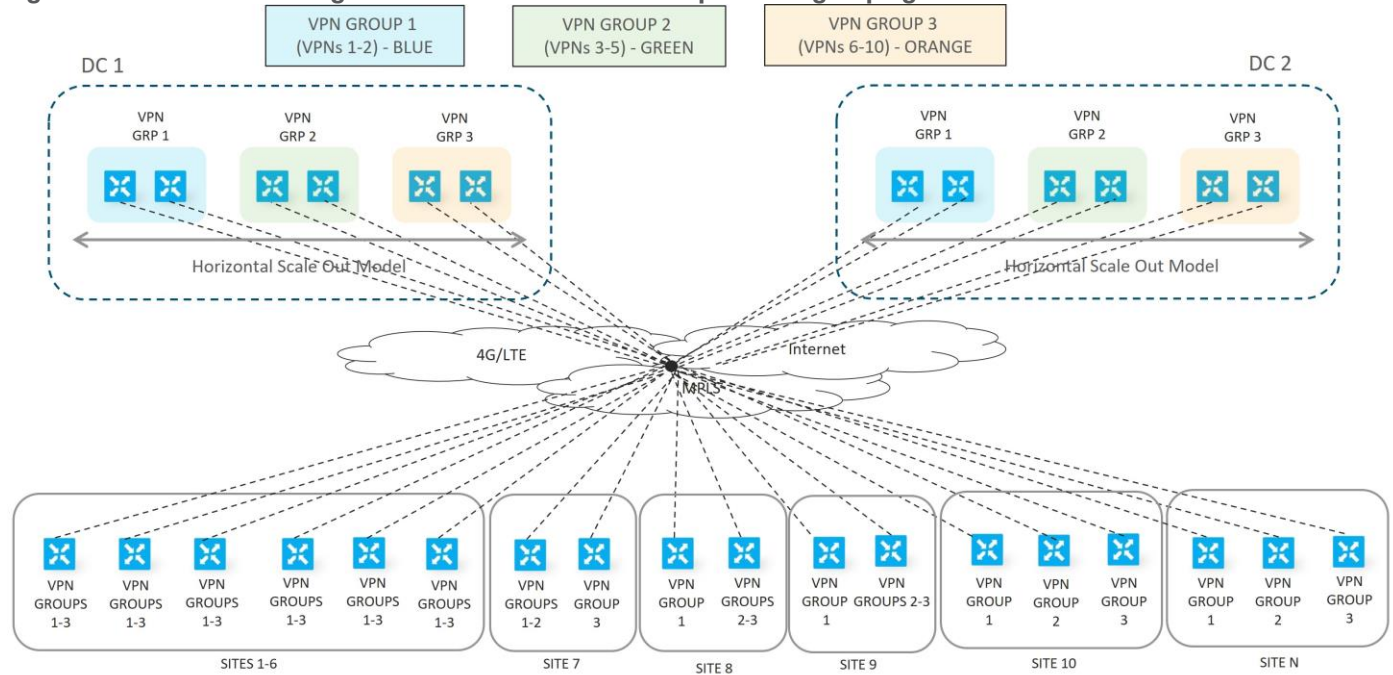 VPN GROUP 1
(VPNs 1-2) - BLUE
VPN GROUP 2
(VPNs 3-5) - GREEN
VPN GROUP 3
(VPNs 6-10) - ORANGE
DC 1
DC 2
VPN
GRP 1
VPN
GRP 2
VPN
GRP 3
VPN
GRP 1
VPN
GRP 2
VPN
GRP 3
Horizontal Scale Out Model
Horizontal Scale Out Model
4G/LTE
Internet
MPLS
VPN
GROUPS
1-3
VPN
GROUPS
1-3
VPN
GROUPS
1-3
VPN
GROUPS
1-3
VPN
GROUPS
1-3
VPN
GROUPS
1-3
VPN
GROUPS
1-2
VPN
GROUP
3
VPN
GROUP
1
VPN
GROUPS
2-3
VPN
GROUP
1
VPN
GROUPS 2-3
VPN
GROUP
1
VPN
GROUP
2
VPN
GROUP
3
VPN
GROUP
1
VPN
GROUP
2
VPN
GROUP
3
SITES 1-6
SITE 7
SITE 8
SITE 9
SITE 10
SITE N